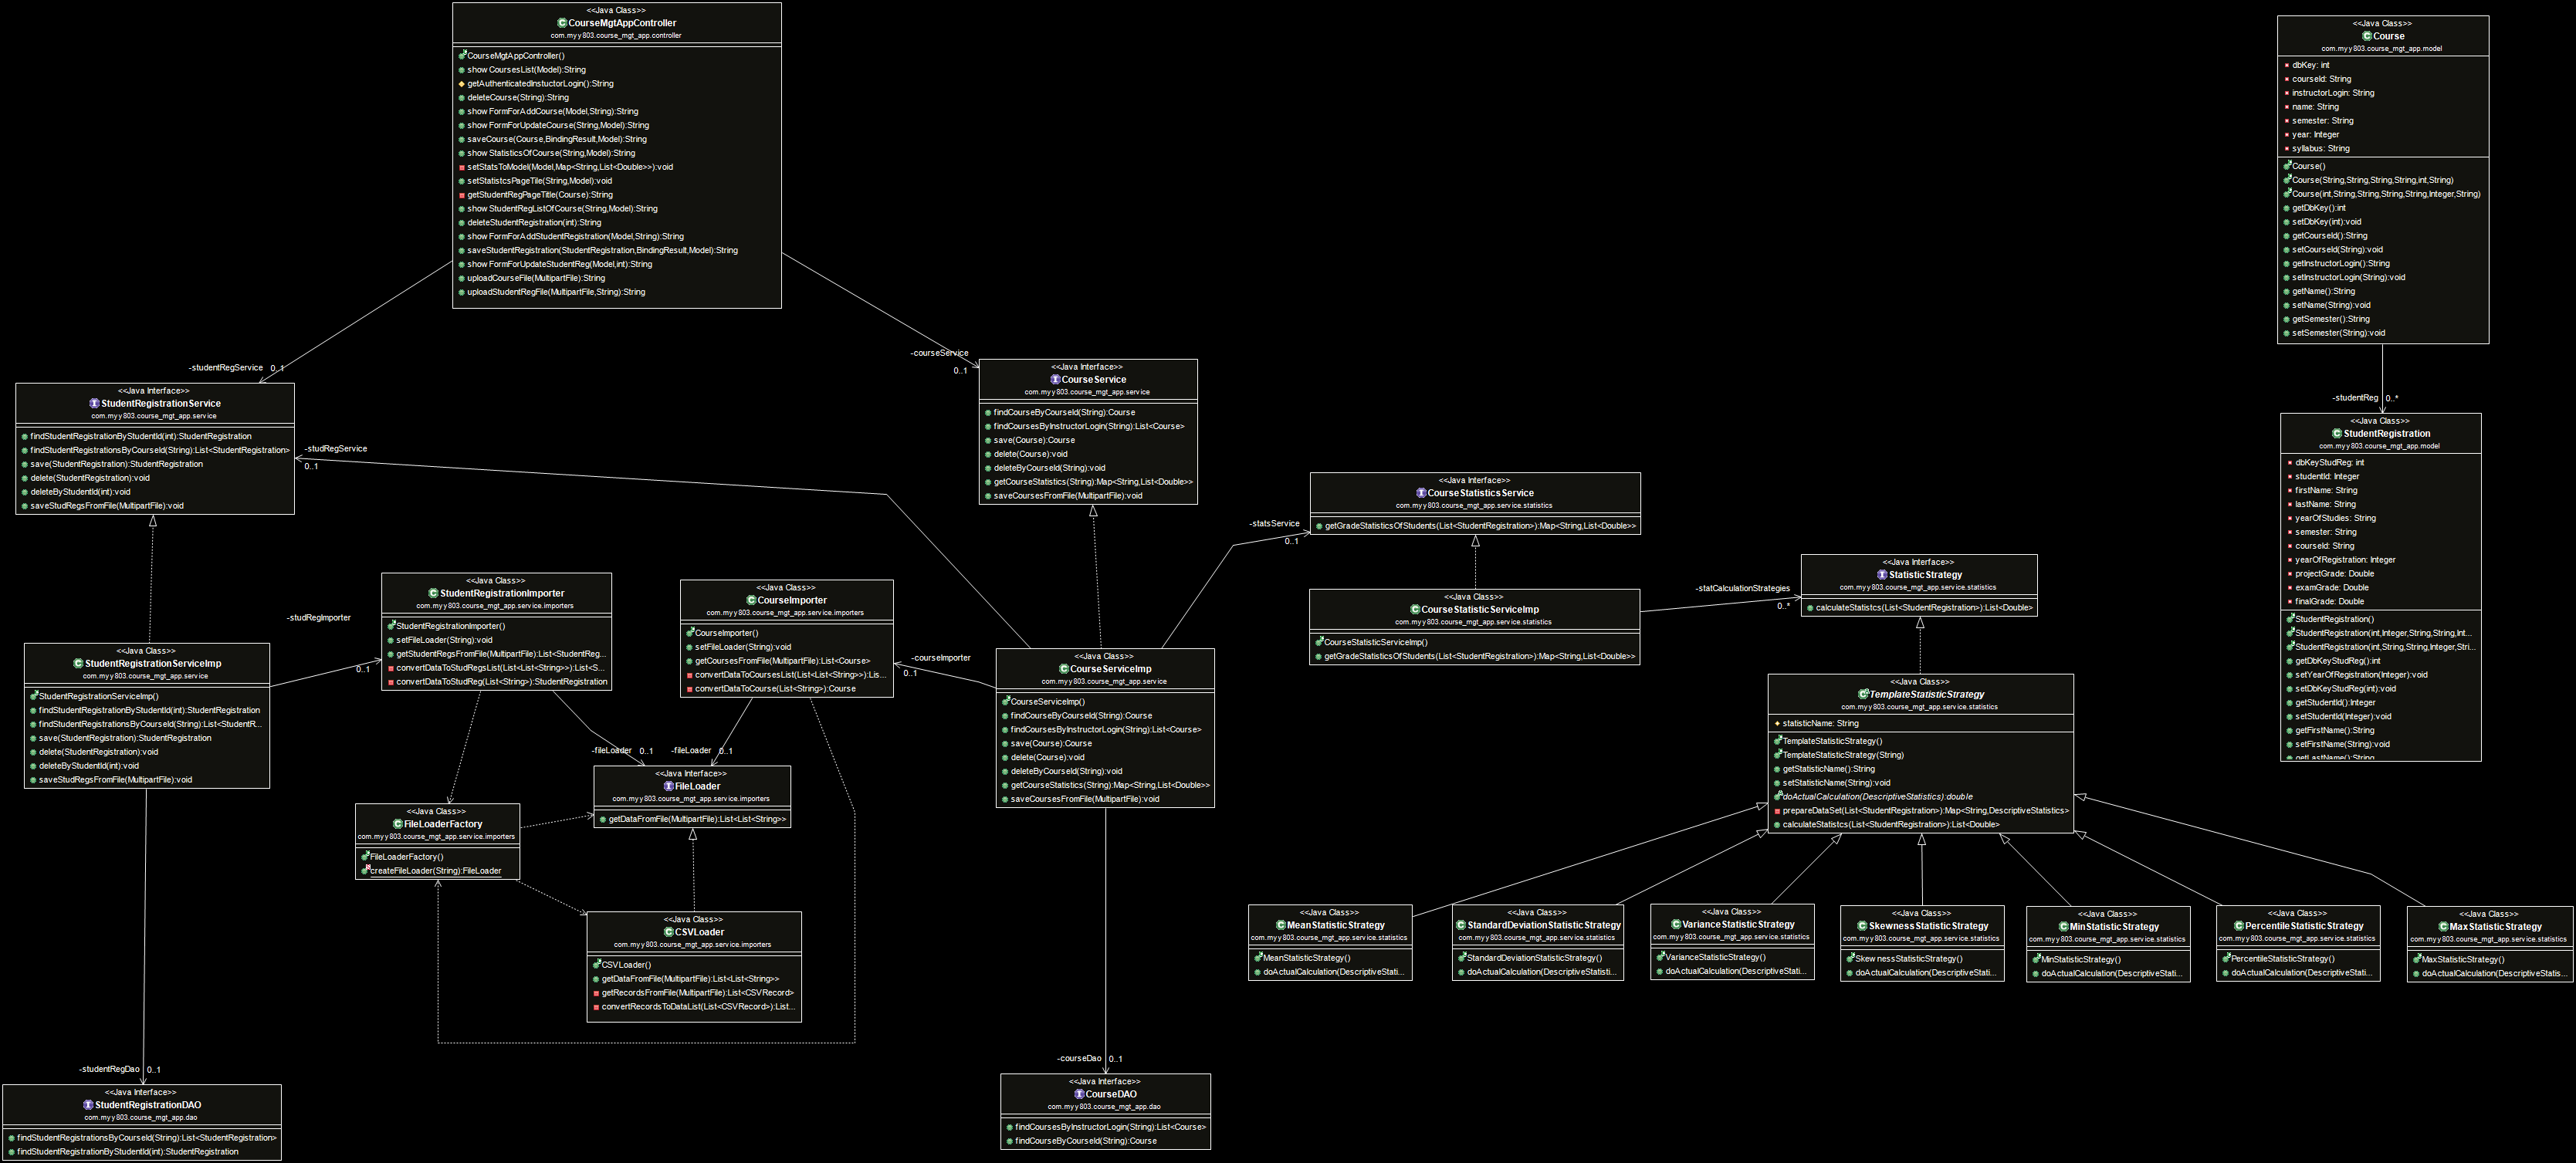 <<Java Class>>
CourseMgtAppController
com.myy803.course_mgt_app.controller
CourseMgtAppController()
showCoursesList(Model):String
getAuthenticatedInstuctorLogin():String
deleteCourse(String):String
showFormForAddCourse(Model,String):String
showFormForUpdateCourse(String,Model):String
saveCourse(Course,BindingResult,Model):String
showStatisticsOfCourse(String,Model):String
setStatsToModel(Model,Map<String,List<Double>>):void
setStatistcsPageTile(String,Model):void
getStudentRegPageTitle(Course):String
showStudentRegListOfCourse(String,Model):String
deleteStudentRegistration(int):String
showFormForAddStudentRegistration(Model,String):String
saveStudentRegistration(StudentRegistration,BindingResult,Model):String
showFormForUpdateStudentReg(Model,int):String
uploadCourseFile(MultipartFile):String
uploadStudentRegFile(MultipartFile,String):String
<<Java Class>>
Course
com.myy803.course_mgt_app.model
dbKey: int
courseId: String
instructorLogin: String
name: String
semester: String
year: Integer
syllabus: String
Course()
Course(String,String,String,String,int,String)
Course(int,String,String,String,String,Integer,String)
getDbKey():int
setDbKey(int):void
getCourseId():String
setCourseId(String):void
getInstructorLogin():String
setInstructorLogin(String):void
getName():String
setName(String):void
getSemester():String
setSemester(String):void
-studentRegService 0..1
-courseService
0..1
-studentReg 0..*
<<Java Interface>>
StudentRegistrationService
com.myy803.course_mgt_app.service
findStudentRegistrationByStudentId(int):StudentRegistration
findStudentRegistrationsByCourseId(String):List<StudentRegistration>
save(StudentRegistration):StudentRegistration
delete(StudentRegistration):void
deleteByStudentId(int):void
saveStudRegsFromFile(MultipartFile):void
-studRegService
0..1
<<Java Interface>>
CourseService
com.myy803.course_mgt_app.service
findCourseByCourseId(String):Course
findCoursesByInstructorLogin(String):List<Course>
save(Course):Course
delete(Course):void
deleteByCourseId(String):void
getCourseStatistics(String):Map<String,List<Double>>
saveCoursesFromFile(MultipartFile):void
<<Java Class>>
StudentRegistration
com.myy803.course_mgt_app.model
dbKeyStudReg: int
studentId: Integer
firstName: String
lastName: String
yearOfStudies: String
semester: String
courseId: String
yearOfRegistration: Integer
projectGrade: Double
examGrade: Double
finalGrade: Double
StudentRegistration()
StudentRegistration(int,Integer,String,String,Int...
StudentRegistration(int,String,String,Integer,Stri...
getDbKeyStudReg():int
setYearOfRegistration(Integer):void
setDbKeyStudReg(int):void
getStudentId():Integer
setStudentId(Integer):void
getFirstName():String
setFirstName(String):void
getLastName():String
-statsService
0..1
<<Java Interface>>
CourseStatisticsService
com.myy803.course_mgt_app.service.statistics
getGradeStatisticsOfStudents(List<StudentRegistration>):Map<String,List<Double>>
<<Java Class>>
CourseStatisticServiceImp
com.myy803.course_mgt_app.service.statistics
CourseStatisticServiceImp()
getGradeStatisticsOfStudents(List<StudentRegistration>):Map<String,List<Double>>
-statCalculationStrategies
0..*
<<Java Interface>>
StatisticStrategy
com.myy803.course_mgt_app.service.statistics
calculateStatistcs(List<StudentRegistration>):List<Double>
<<Java Class>>
StudentRegistrationImporter
com.myy803.course_mgt_app.service.importers
StudentRegistrationImporter()
setFileLoader(String):void
getStudentRegsFromFile(MultipartFile):List<StudentReg...
convertDataToStudRegsList(List<List<String>>):List<S...
convertDataToStudReg(List<String>):StudentRegistration
<<Java Class>>
CourseImporter
com.myy803.course_mgt_app.service.importers
CourseImporter()
setFileLoader(String):void
getCoursesFromFile(MultipartFile):List<Course>
convertDataToCoursesList(List<List<String>>):Lis...
convertDataToCourse(List<String>):Course
-studRegImporter
0..1
-courseImporter
0..1
<<Java Class>>
StudentRegistrationServiceImp
com.myy803.course_mgt_app.service
StudentRegistrationServiceImp()
findStudentRegistrationByStudentId(int):StudentRegistration
findStudentRegistrationsByCourseId(String):List<StudentR...
save(StudentRegistration):StudentRegistration
delete(StudentRegistration):void
deleteByStudentId(int):void
saveStudRegsFromFile(MultipartFile):void
<<Java Class>>
CourseServiceImp
com.myy803.course_mgt_app.service
CourseServiceImp()
findCourseByCourseId(String):Course
findCoursesByInstructorLogin(String):List<Course>
save(Course):Course
delete(Course):void
deleteByCourseId(String):void
getCourseStatistics(String):Map<String,List<Double>>
saveCoursesFromFile(MultipartFile):void
<<Java Class>>
TemplateStatisticStrategy
com.myy803.course_mgt_app.service.statistics
statisticName: String
TemplateStatisticStrategy()
TemplateStatisticStrategy(String)
getStatisticName():String
setStatisticName(String):void
doActualCalculation(DescriptiveStatistics):double
prepareDataSet(List<StudentRegistration>):Map<String,DescriptiveStatistics>
calculateStatistcs(List<StudentRegistration>):List<Double>
-fileLoader 0..1
-fileLoader 0..1
<<Java Interface>>
FileLoader
com.myy803.course_mgt_app.service.importers
getDataFromFile(MultipartFile):List<List<String>>
<<Java Class>>
FileLoaderFactory
com.myy803.course_mgt_app.service.importers
FileLoaderFactory()
createFileLoader(String):FileLoader
<<Java Class>>
CSVLoader
com.myy803.course_mgt_app.service.importers
CSVLoader()
getDataFromFile(MultipartFile):List<List<String>>
getRecordsFromFile(MultipartFile):List<CSVRecord>
convertRecordsToDataList(List<CSVRecord>):List...
<<Java Class>>
MeanStatisticStrategy
com.myy803.course_mgt_app.service.statistics
MeanStatisticStrategy()
doActualCalculation(DescriptiveStati...
<<Java Class>>
StandardDeviationStatisticStrategy
com.myy803.course_mgt_app.service.statistics
StandardDeviationStatisticStrategy()
doActualCalculation(DescriptiveStatisti...
<<Java Class>>
VarianceStatisticStrategy
com.myy803.course_mgt_app.service.statistics
VarianceStatisticStrategy()
doActualCalculation(DescriptiveStati...
<<Java Class>>
SkewnessStatisticStrategy
com.myy803.course_mgt_app.service.statistics
SkewnessStatisticStrategy()
doActualCalculation(DescriptiveStati...
<<Java Class>>
MinStatisticStrategy
com.myy803.course_mgt_app.service.statistics
MinStatisticStrategy()
doActualCalculation(DescriptiveStati...
<<Java Class>>
PercentileStatisticStrategy
com.myy803.course_mgt_app.service.statistics
PercentileStatisticStrategy()
doActualCalculation(DescriptiveStati...
<<Java Class>>
MaxStatisticStrategy
com.myy803.course_mgt_app.service.statistics
MaxStatisticStrategy()
doActualCalculation(DescriptiveStatis...
-studentRegDao 0..1
-courseDao 0..1
<<Java Interface>>
StudentRegistrationDAO
com.myy803.course_mgt_app.dao
findStudentRegistrationsByCourseId(String):List<StudentRegistration>
findStudentRegistrationByStudentId(int):StudentRegistration
<<Java Interface>>
CourseDAO
com.myy803.course_mgt_app.dao
findCoursesByInstructorLogin(String):List<Course>
findCourseByCourseId(String):Course